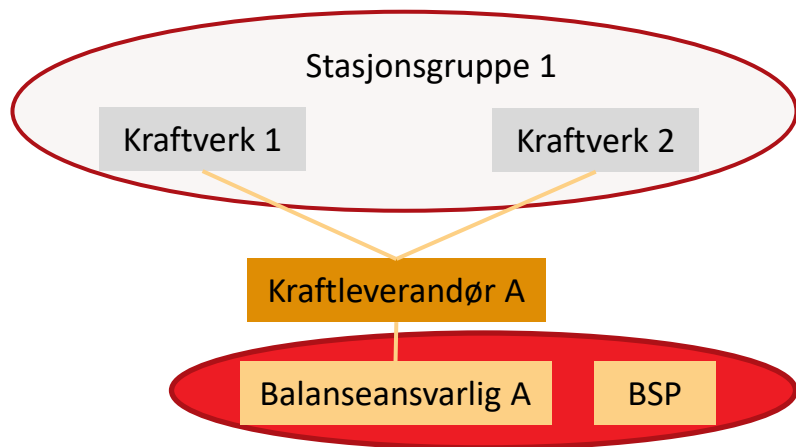 Stasjonsgruppe 1
Kraftverk 1
Kraftverk 2
Kraftleverandør A
Balanseansvarlig A
BSP